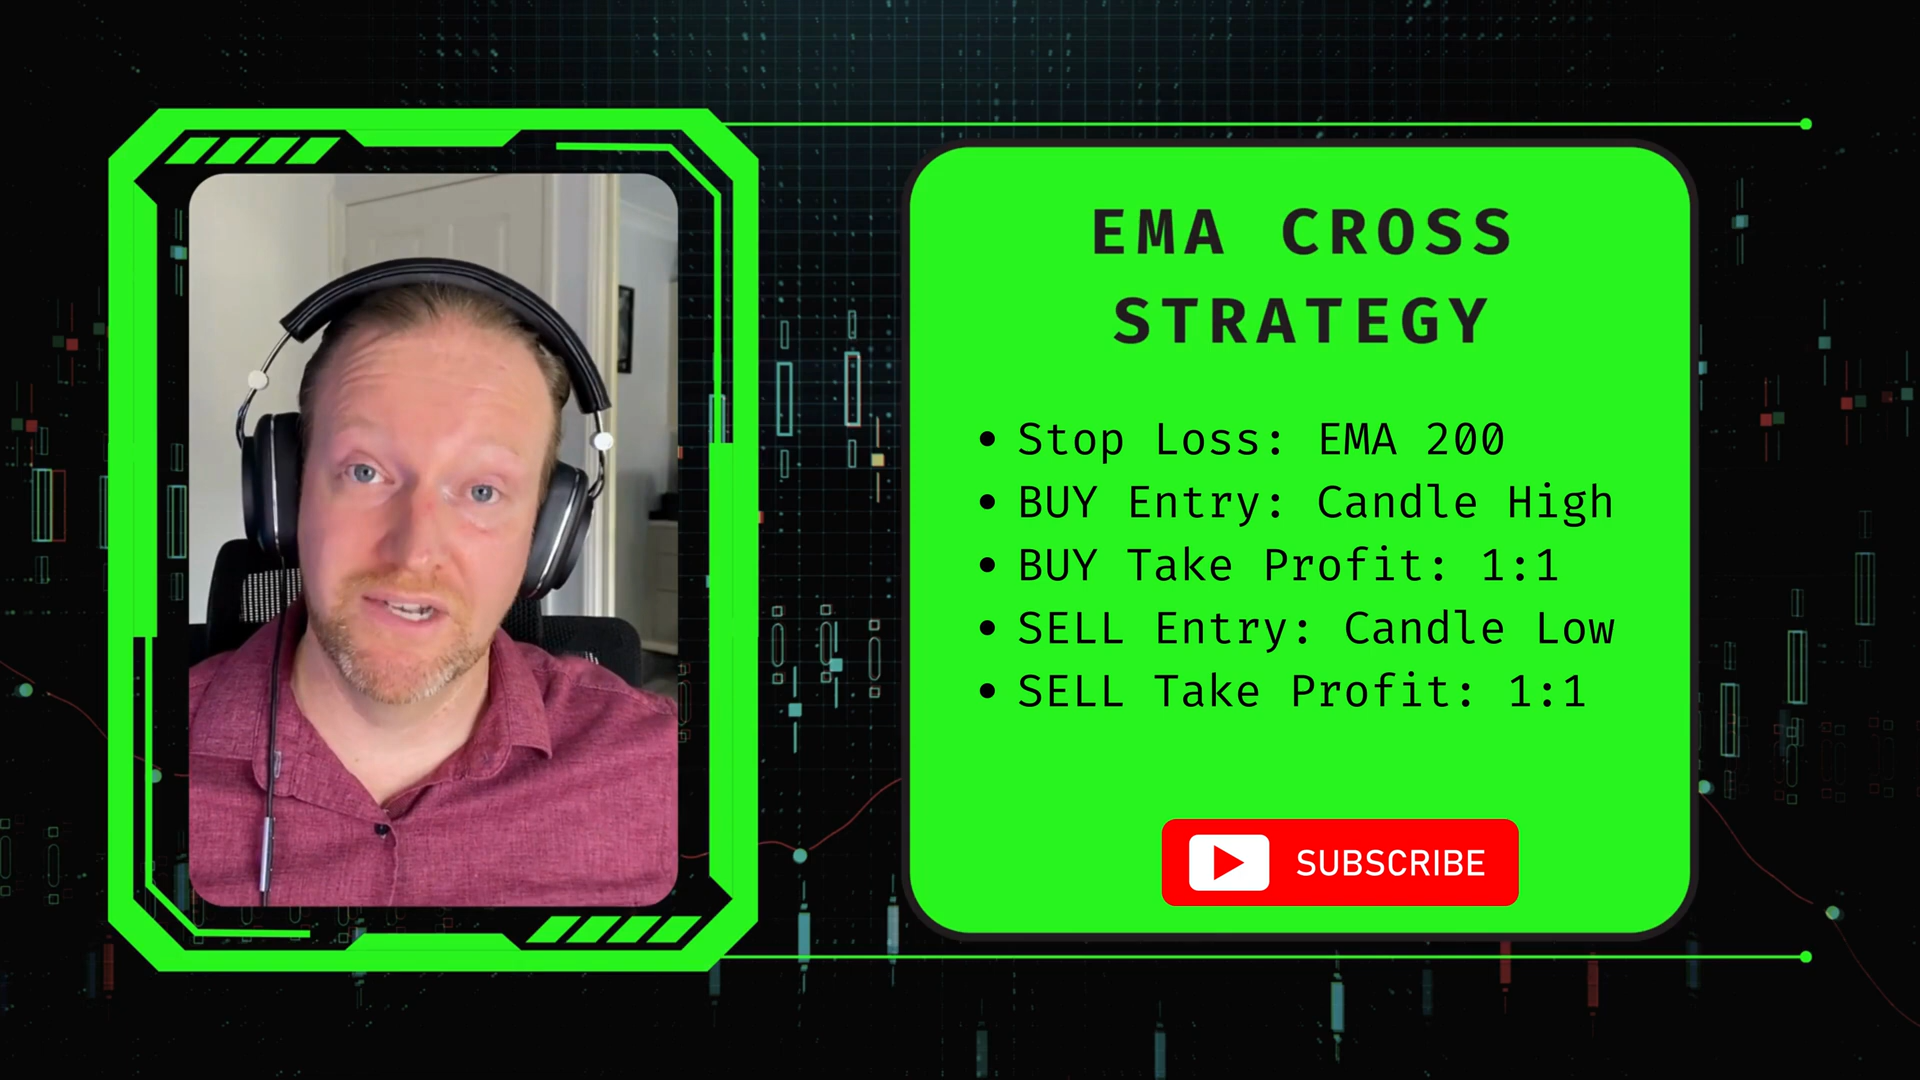 EMA CROSS
STRATEGY
• Stop Loss: EMA 200
• BUY Entry: Candle High
• BUY Take Profit: 1:1
• SELL Entry: Candle Low
• SELL Take Profit: 1:1
SUBSCRIBE